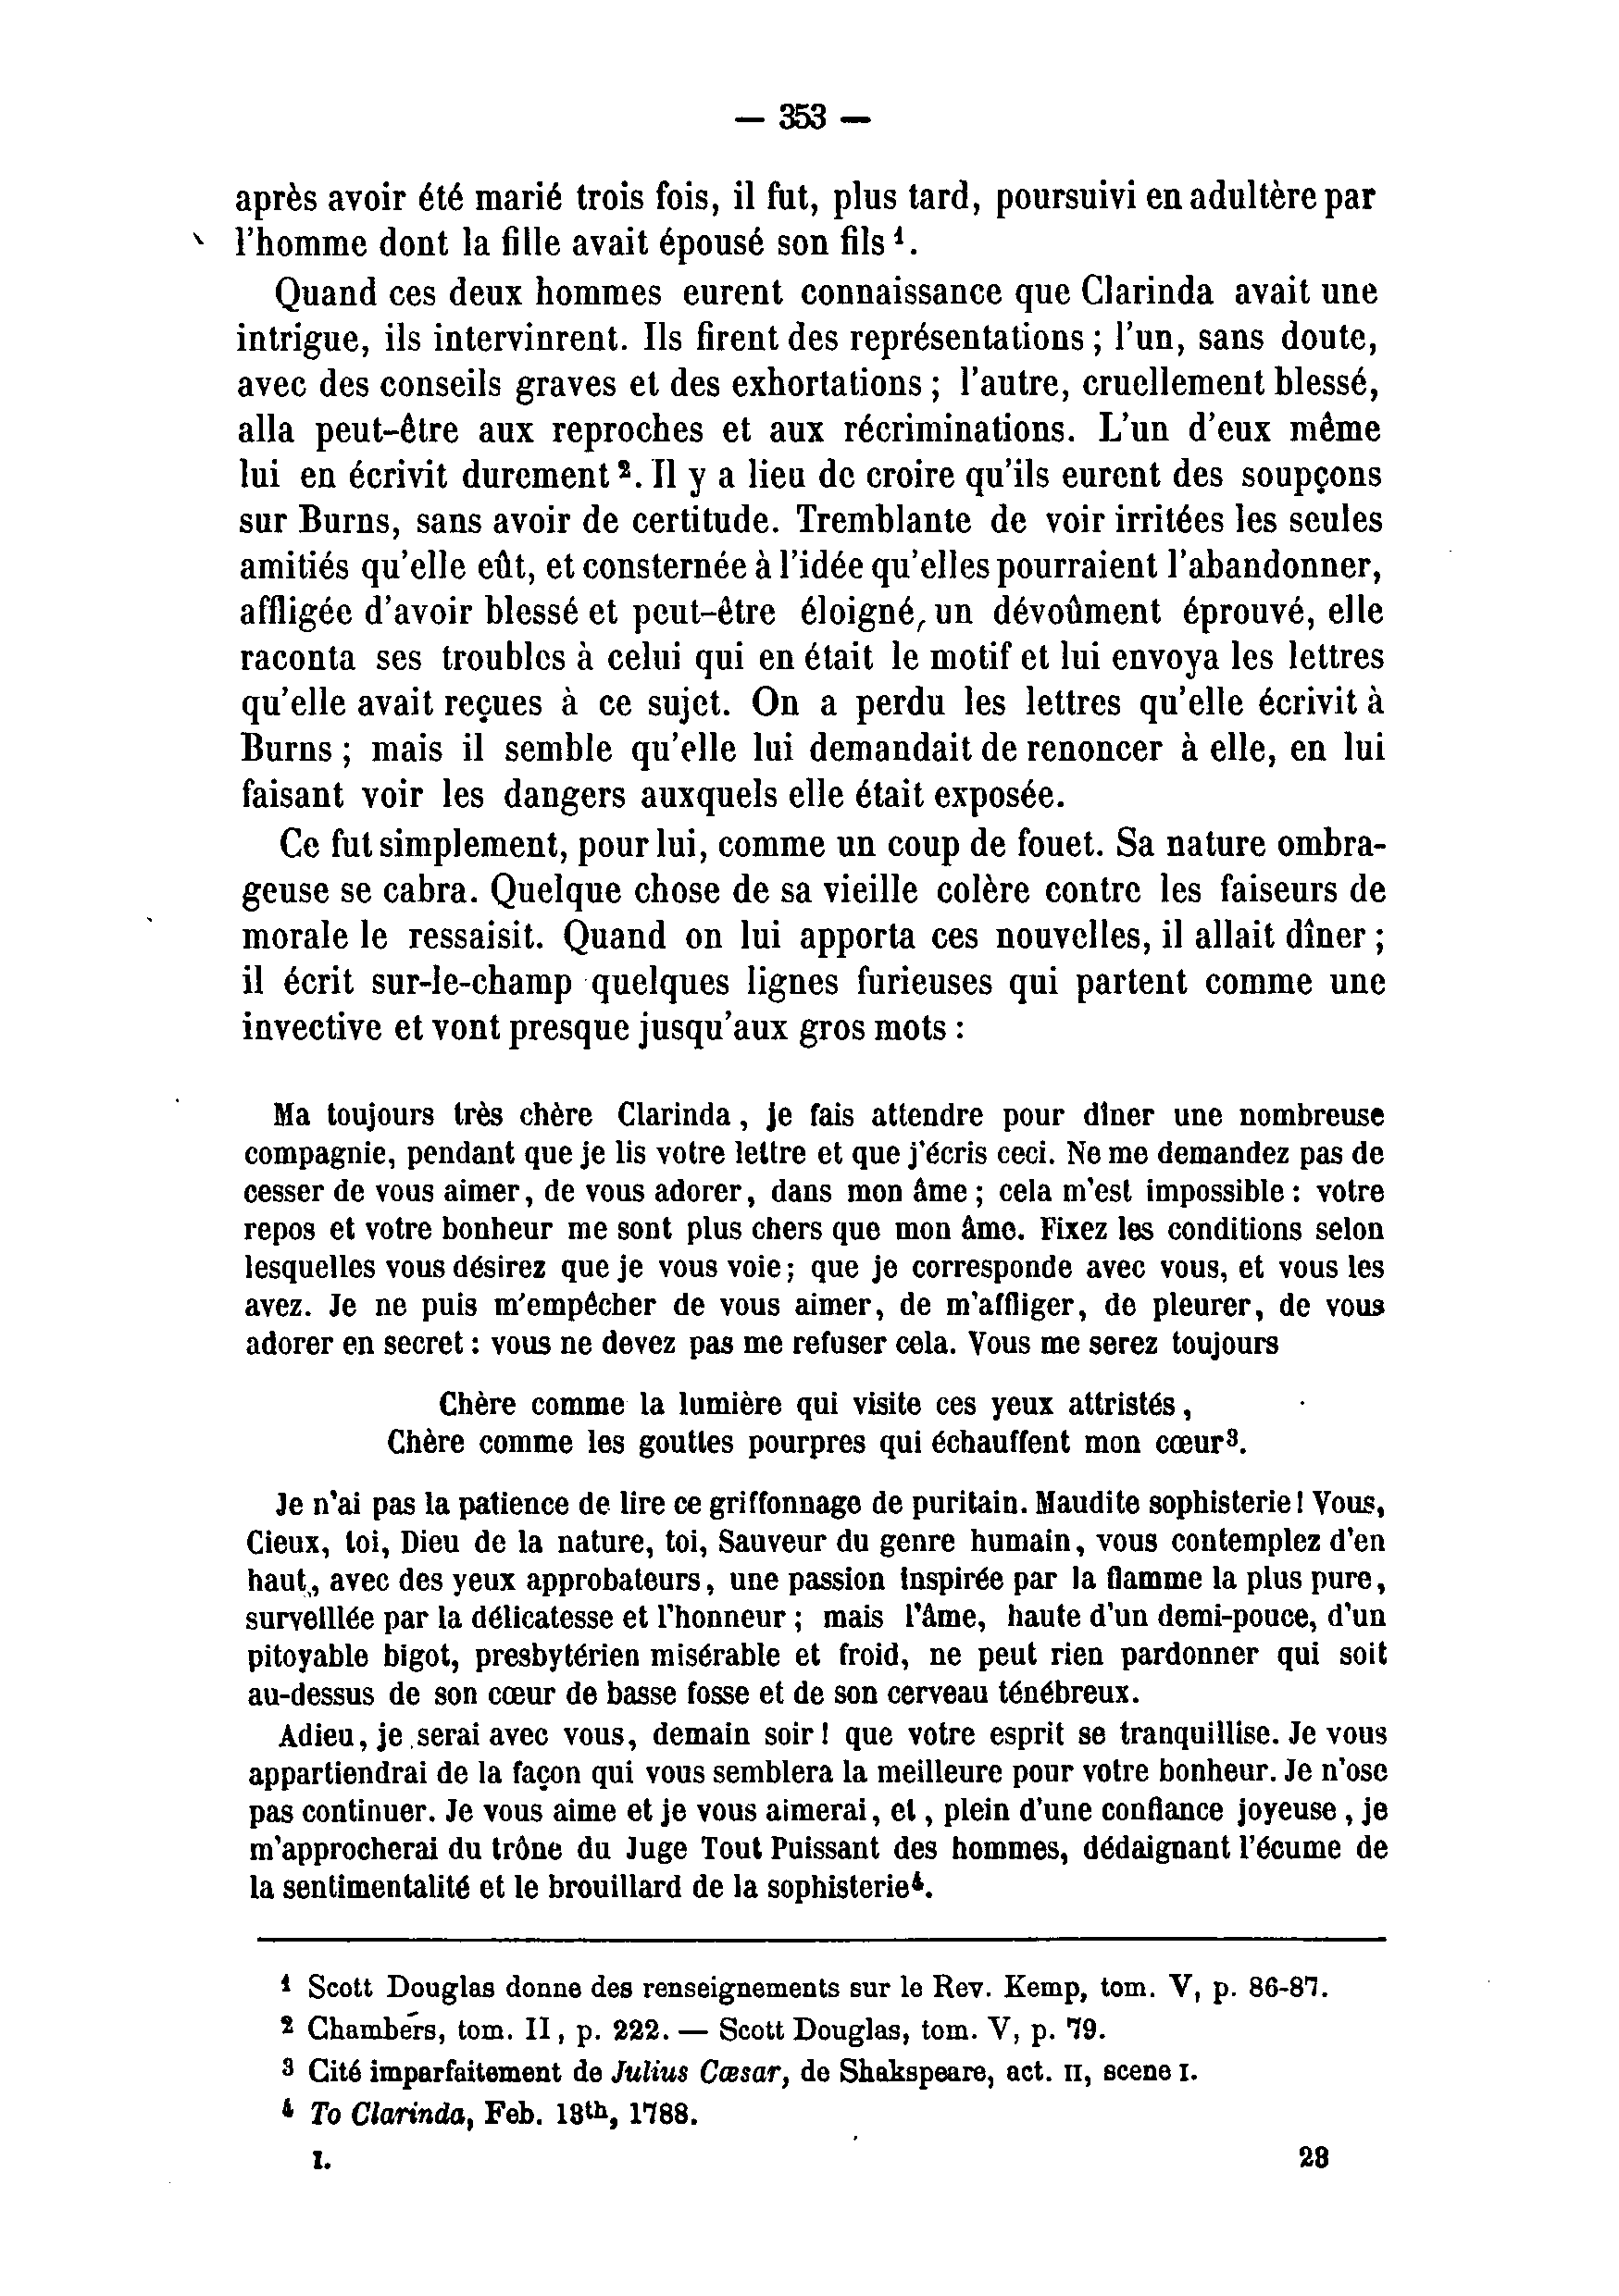 — 353 —
après avoir été marié trois fois, il fut, plus tard, poursuivi en adultère par
l'homme dont la fille avait épousé son fils ¹.
Quand ces deux hommes eurent connaissance que Clarinda avait une
intrigue, ils intervinrent. Ils firent des représentations ; l'un, sans doute,
avec des conseils graves et des exhortations ; l'autre, cruellement blessé,
alla peut-être aux reproches et aux récriminations. L'un d'eux même
lui en écrivit durement ². Il y a lieu de croire qu'ils eurent des soupçons
sur Burns, sans avoir de certitude. Tremblante de voir irritées les seules
amitiés qu'elle eût, et consternée à l'idée qu'elles pourraient l'abandonner,
affligée d'avoir blessé et peut-être éloigné, un dévoûment éprouvé, elle
raconta ses troubles à celui qui en était le motif et lui envoya les lettres
qu'elle avait reçues à ce sujet. On a perdu les lettres qu'elle écrivit à
Burns ; mais il semble qu'elle lui demandait de renoncer à elle, en lui
faisant voir les dangers auxquels elle était exposée.
Ce fut simplement, pour lui, comme un coup de fouet. Sa nature ombra-
geuse se cabra. Quelque chose de sa vieille colère contre les faiseurs de
morale le ressaisit. Quand on lui apporta ces nouvelles, il allait dîner ;
il écrit sur-le-champ quelques lignes furieuses qui partent comme une
invective et vont presque jusqu'aux gros mots :
Ma toujours très chère Clarinda, je fais attendre pour dîner une nombreuse
compagnie, pendant que je lis votre lettre et que j'écris ceci. Ne me demandez pas de
cesser de vous aimer, de vous adorer, dans mon âme ; cela m'est impossible : votre
repos et votre bonheur me sont plus chers que mon âme. Fixez les conditions selon
lesquelles vous désirez que je vous voie ; que je corresponde avec vous, et vous les
avez. Je ne puis m'empêcher de vous aimer, de m'affliger, de pleurer, de vous
adorer en secret : vous ne devez pas me refuser cela. Vous me serez toujours
Chère comme la lumière qui visite ces yeux attristés,
Chère comme les gouttes pourpres qui échauffent mon cœur³.
Je n'ai pas la patience de lire ce griffonnage de puritain. Maudite sophisterie ! Vous,
Cieux, toi, Dieu de la nature, toi, Sauveur du genre humain, vous contemplez d'en
haut, avec des yeux approbateurs, une passion inspirée par la flamme la plus pure,
surveillée par la délicatesse et l'honneur ; mais l'âme, haute d'un demi-pouce, d'un
pitoyable bigot, presbytérien misérable et froid, ne peut rien pardonner qui soit
au-dessus de son cœur de basse fosse et de son cerveau ténébreux.
Adieu, je serai avec vous, demain soir ! que votre esprit se tranquillise. Je vous
appartiendrai de la façon qui vous semblera la meilleure pour votre bonheur. Je n'ose
pas continuer. Je vous aime et je vous aimerai, et, plein d'une confiance joyeuse, je
m'approcherai du trône du Juge Tout Puissant des hommes, dédaignant l'écume de
la sentimentalité et le brouillard de la sophisterie⁴.
¹ Scott Douglas donne des renseignements sur le Rev. Kemp, tom. V, p. 86-87.
² Chambers, tom. II, p. 222. — Scott Douglas, tom. V, p. 79.
³ Cité imparfaitement de Julius Cæsar, de Shakspeare, act. II, scene I.
⁴ To Clarinda, Feb. 18th, 1788.
I. 28